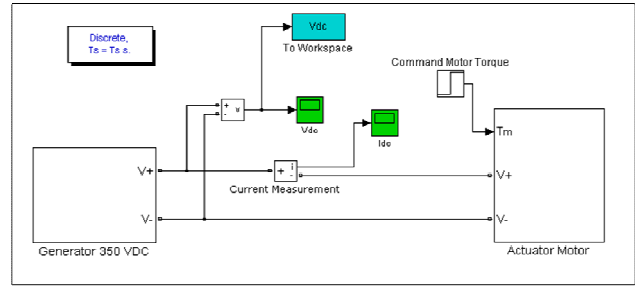 Discrete,
Ts = Ts s.
Vdc
To Workspace
Command Motor Torque
+
-
v
Vdc
Idc
Tm
V+
+
i
-
V+
Current Measurement
V-
V-
Generator 350 VDC
Actuator Motor